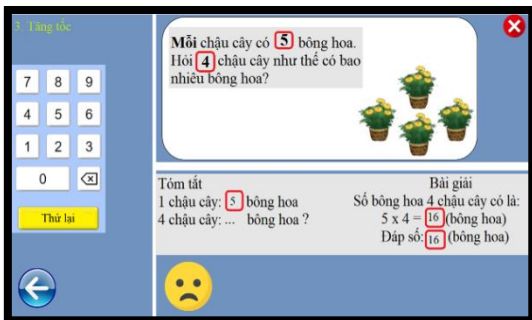 3. Tăng tốc
Mỗi chậu cây có 5 bông hoa.
Hỏi 4 chậu cây như thế có bao
nhiêu bông hoa?
7 8 9
4 5 6
1 2 3
0
Thử lại
Tóm tắt
1 chậu cây: 5 bông hoa
4 chậu cây: ... bông hoa ?
Bài giải
Số bông hoa 4 chậu cây có là:
5 x 4 = 16 (bông hoa)
Đáp số: 16 (bông hoa)